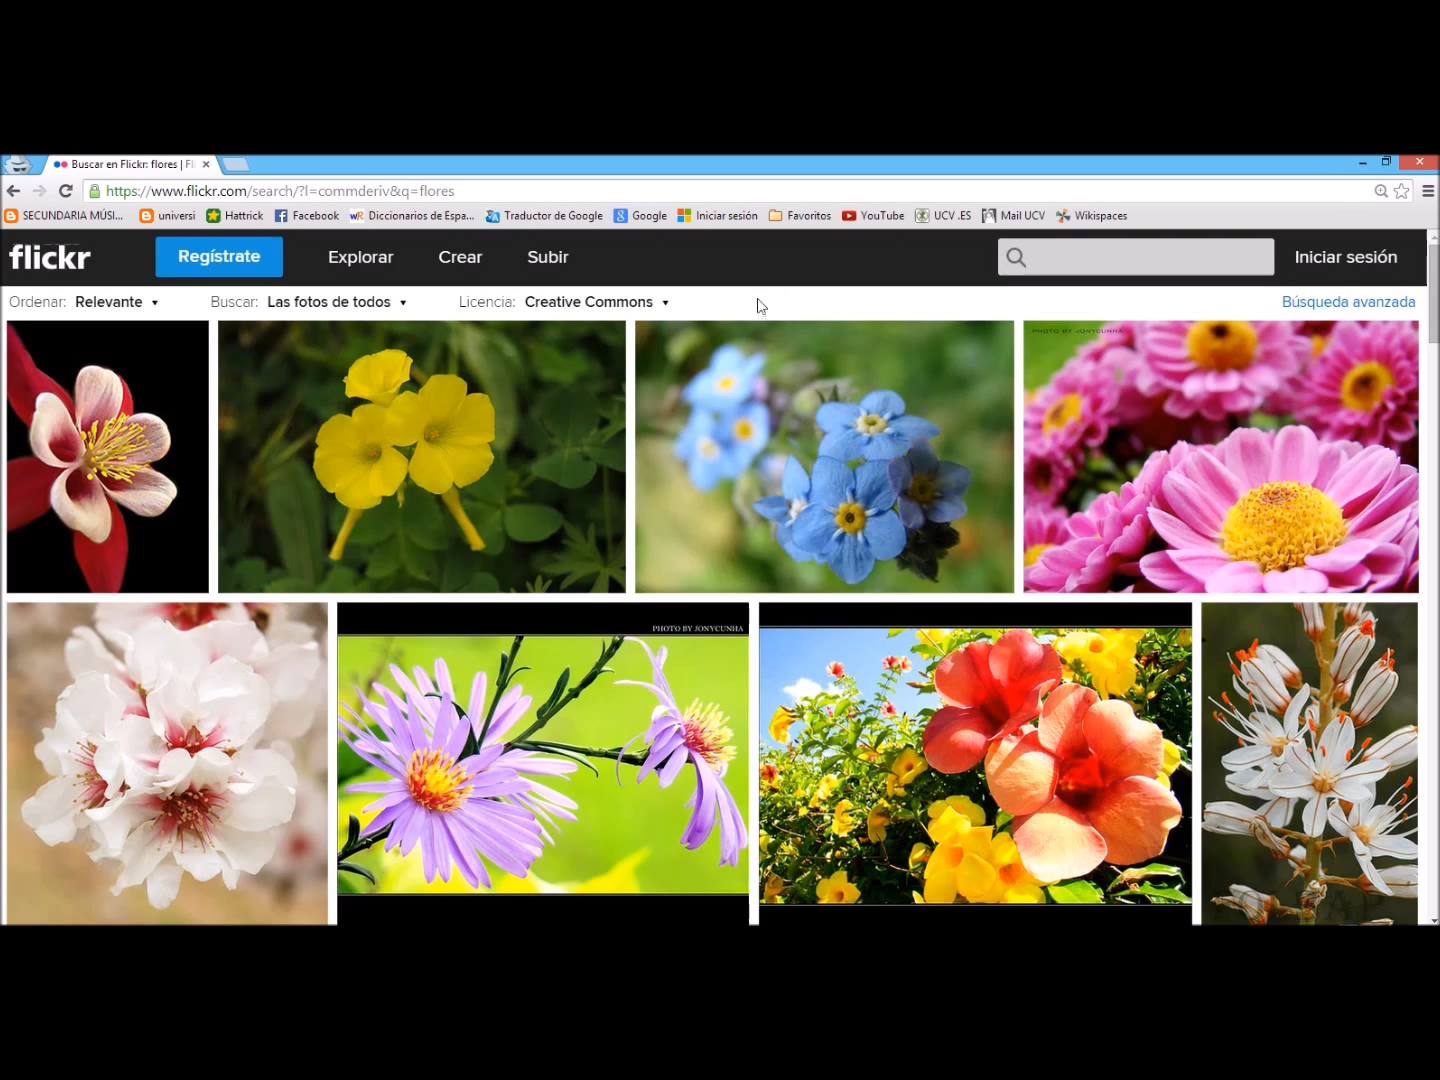 Buscar en Flickr: flores | Fl
https://www.flickr.com/search/?l=commderiv&q=flores
SECUNDARIA MÚSI... universi Hattrick Facebook Diccionarios de Espa... Traductor de Google Google Iniciar sesión Favoritos YouTube UCV .ES Mail UCV Wikispaces
flickr Regístrate Explorar Crear Subir Iniciar sesión
Ordenar: Relevante Buscar: Las fotos de todos Licencia: Creative Commons Búsqueda avanzada
PHOTO BY JONYCUNHA
PHOTO BY JONYCUNHA